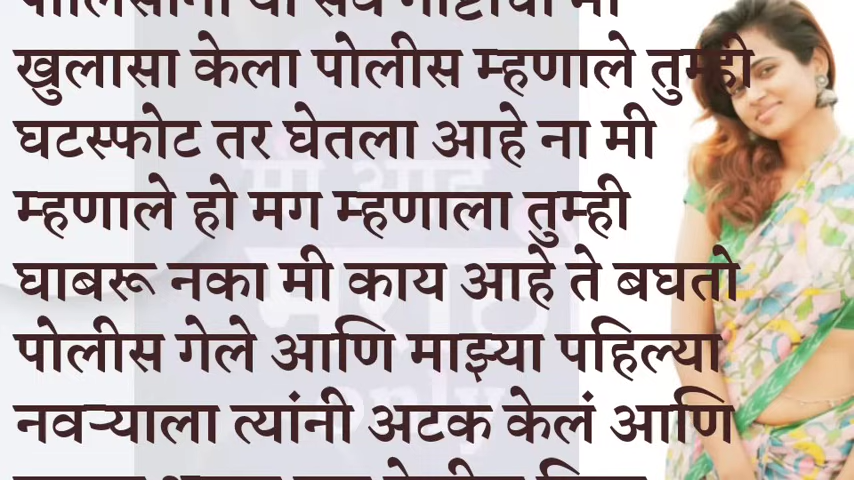 खुलासा केला पोलीस म्हणाले तुम्ही
घटस्फोट तर घेतला आहे ना मी
म्हणाले हो मग म्हणाला तुम्ही
घाबरू नका मी काय आहे ते बघतो
पोलीस गेले आणि माझ्या पहिल्या
नवऱ्याला त्यांनी अटक केलं आणि